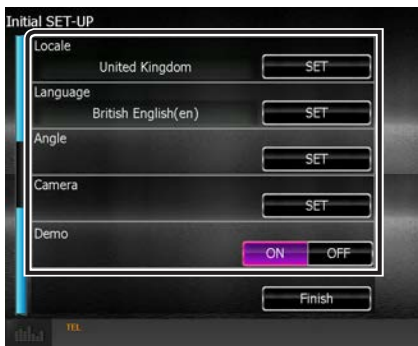 Initial SET-UP
Locale
United Kingdom SET
Language
British English(en) SET
Angle
SET
Camera
SET
Demo
ON OFF
Finish
TEL